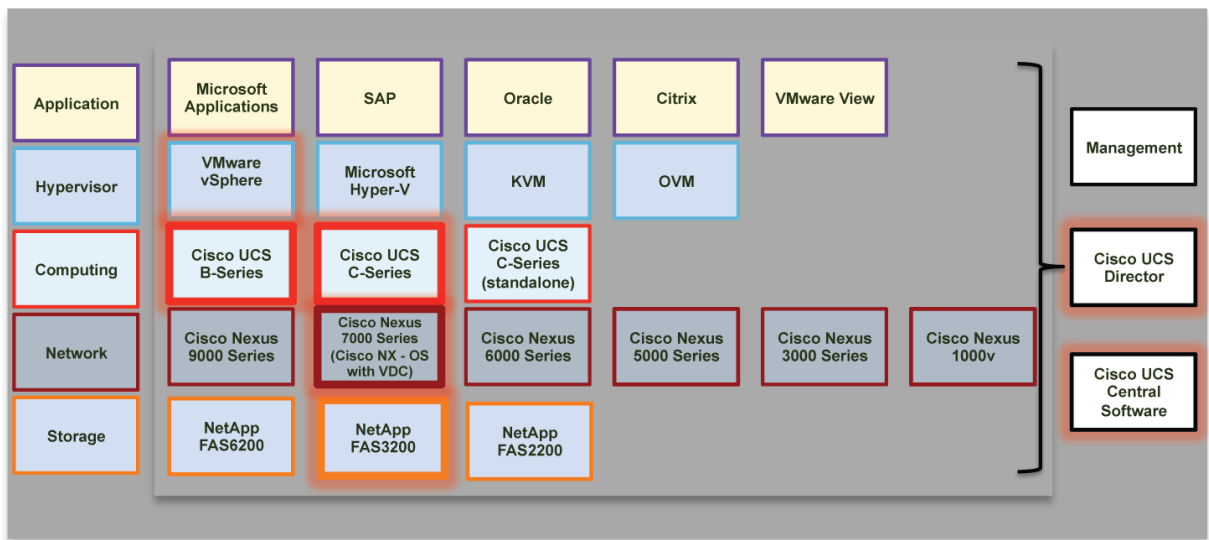 Application
Microsoft
Applications
SAP
Oracle
Citrix
VMware View
Hypervisor
VMware
vSphere
Microsoft
Hyper-V
KVM
OVM
Computing
Cisco UCS
B-Series
Cisco UCS
C-Series
Cisco UCS
C-Series
(standalone)
Network
Cisco Nexus
9000 Series
Cisco Nexus
7000 Series
(Cisco NX - OS
with VDC)
Cisco Nexus
6000 Series
Cisco Nexus
5000 Series
Cisco Nexus
3000 Series
Cisco Nexus
1000v
Storage
NetApp
FAS6200
NetApp
FAS3200
NetApp
FAS2200
Management
Cisco UCS
Director
Cisco UCS
Central
Software